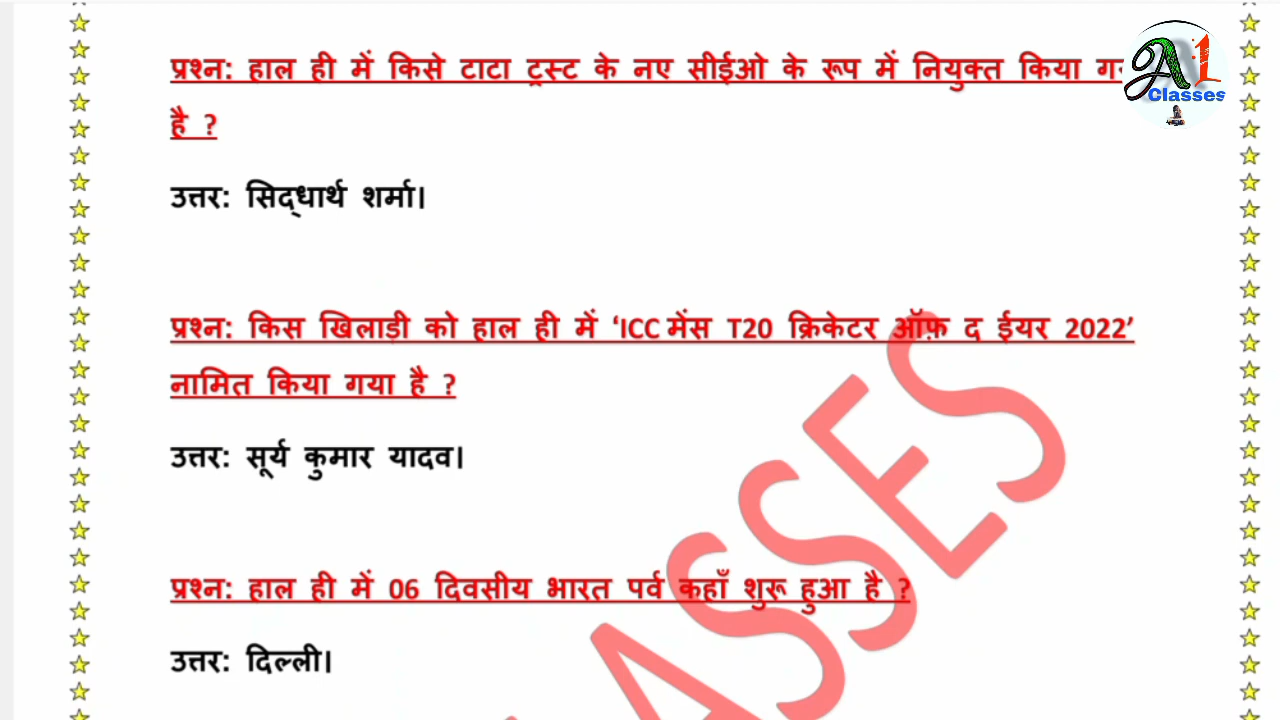 प्रश्न: हाल ही में किसे टाटा ट्रस्ट के नए सीईओ के रूप में नियुक्त किया
है ?
उत्तर: सिद्धार्थ शर्मा।
प्रश्न: किस खिलाड़ी को हाल ही में ‘ICC मेंस T20 क्रिकेटर ऑफ़ द ईयर 2022’
नामित किया गया है ?
उत्तर: सूर्य कुमार यादव।
प्रश्न: हाल ही में 06 दिवसीय भारत पर्व कहाँ शुरू हुआ है ?
उत्तर: दिल्ली।
A1
Classes
ASSES